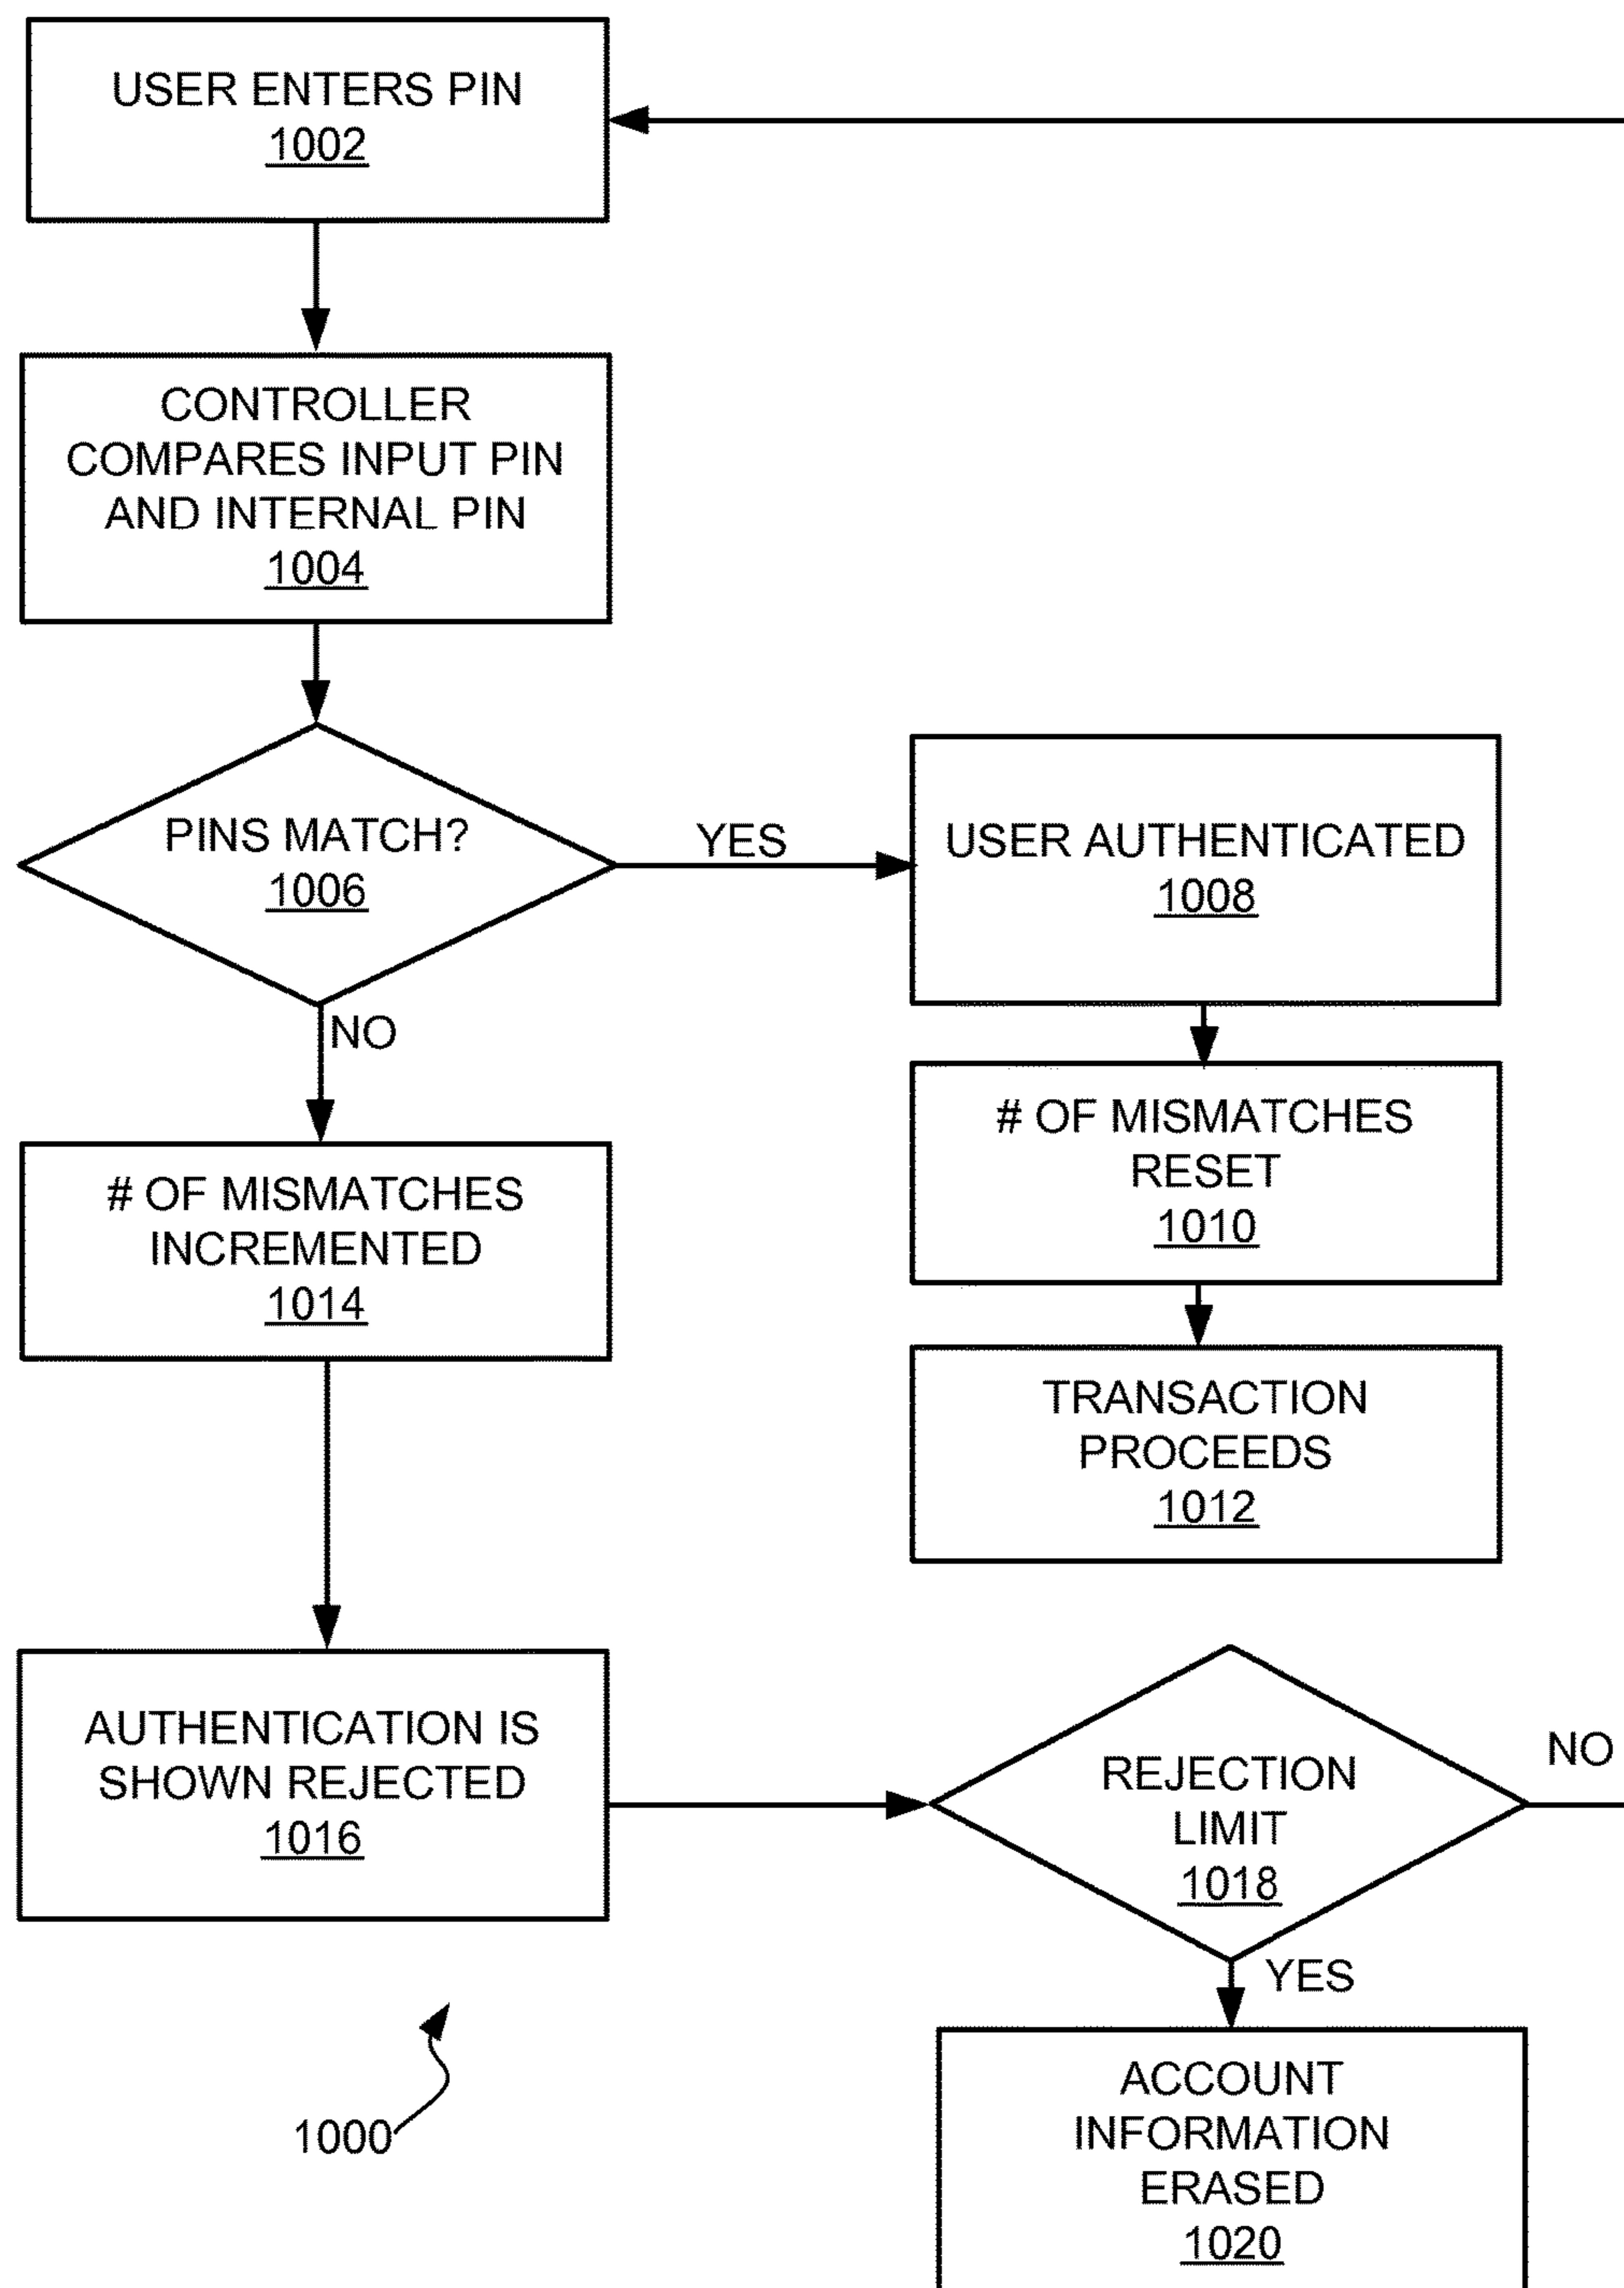 USER ENTERS PIN
1002
CONTROLLER
COMPARES INPUT PIN
AND INTERNAL PIN
1004
PINS MATCH?
1006
YES
USER AUTHENTICATED
1008
NO
# OF MISMATCHES
RESET
1010
# OF MISMATCHES
INCREMENTED
1014
TRANSACTION
PROCEEDS
1012
AUTHENTICATION IS
SHOWN REJECTED
1016
REJECTION
LIMIT
1018
NO
YES
ACCOUNT
INFORMATION
ERASED
1020
1000